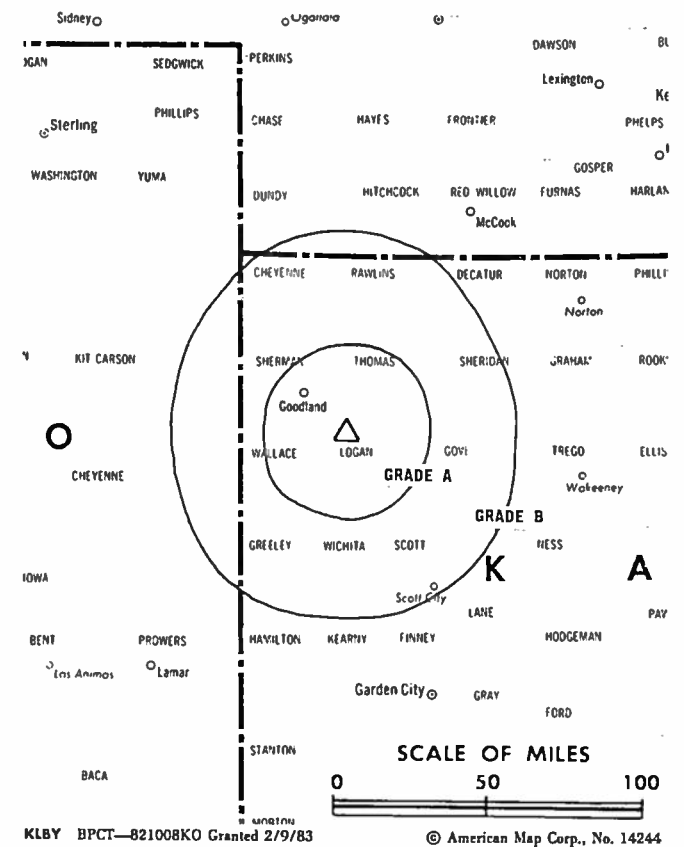 Sidney Ogallala
PERKINS DAWSON
SEDGWICK
Lexington
Sterling PHILLIPS CHASE HAYES FRONTIER PHELPS
GOSPER
WASHINGTON YUMA
DUNDY HITCHCOCK RED WILLOW FURNAS HARLAN
McCook
CHEYENNE RAWLINS DECATUR NORTON PHILLI
Norton
KIT CARSON SHERMAN THOMAS SHERIDAN GRAHAM ROOK
Goodland
O
WALLACE LOGAN GOVE TREGO ELLIS
CHEYENNE GRADE A Wakeeney
GRADE B
GREELEY WICHITA SCOTT NESS
K A
IOWA
Scott City
LANE PAW
BENT PROWERS HAMILTON KEARNY FINNEY HODGEMAN
Las Animas Lamar
Garden City GRAY
FORD
STANTON SCALE OF MILES
BACA 0 50 100
MORTON
KLBY BPCT—821008KO Granted 2/9/83 © American Map Corp., No. 14244